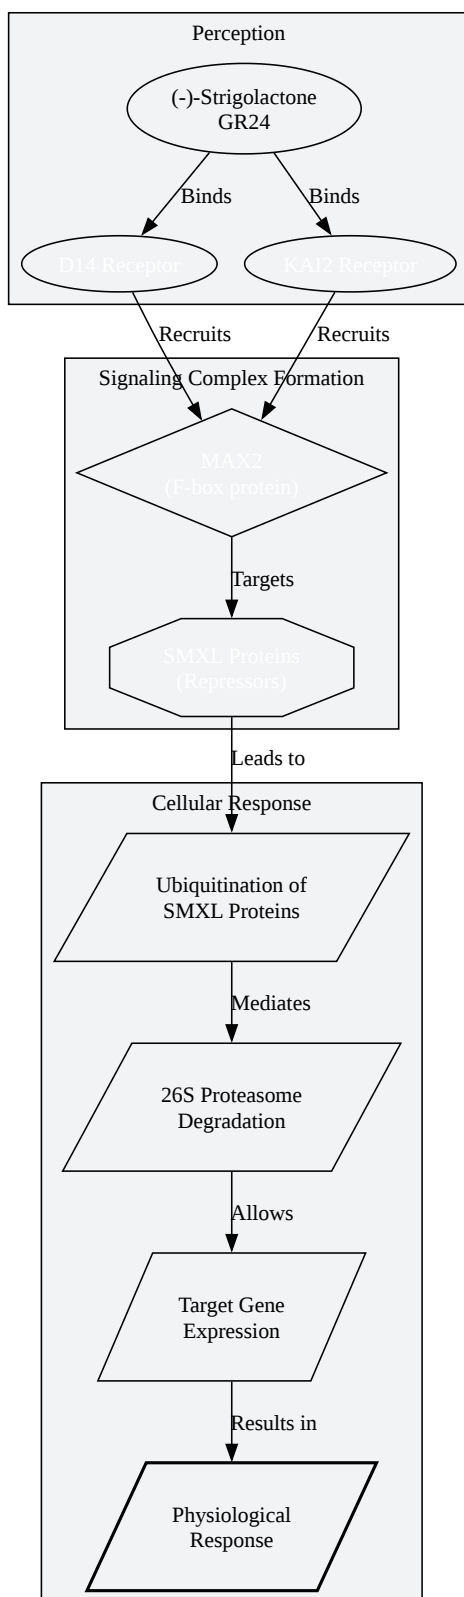 Perception
(-)-Strigolactone
GR24
Binds
Binds
D14 Receptor
KAI2 Receptor
Recruits
Recruits
Signaling Complex Formation
MAX2
(F-box protein)
Targets
SMXL Proteins
(Repressors)
Leads to
Cellular Response
Ubiquitination of
SMXL Proteins
Mediates
26S Proteasome
Degradation
Allows
Target Gene
Expression
Results in
Physiological
Response